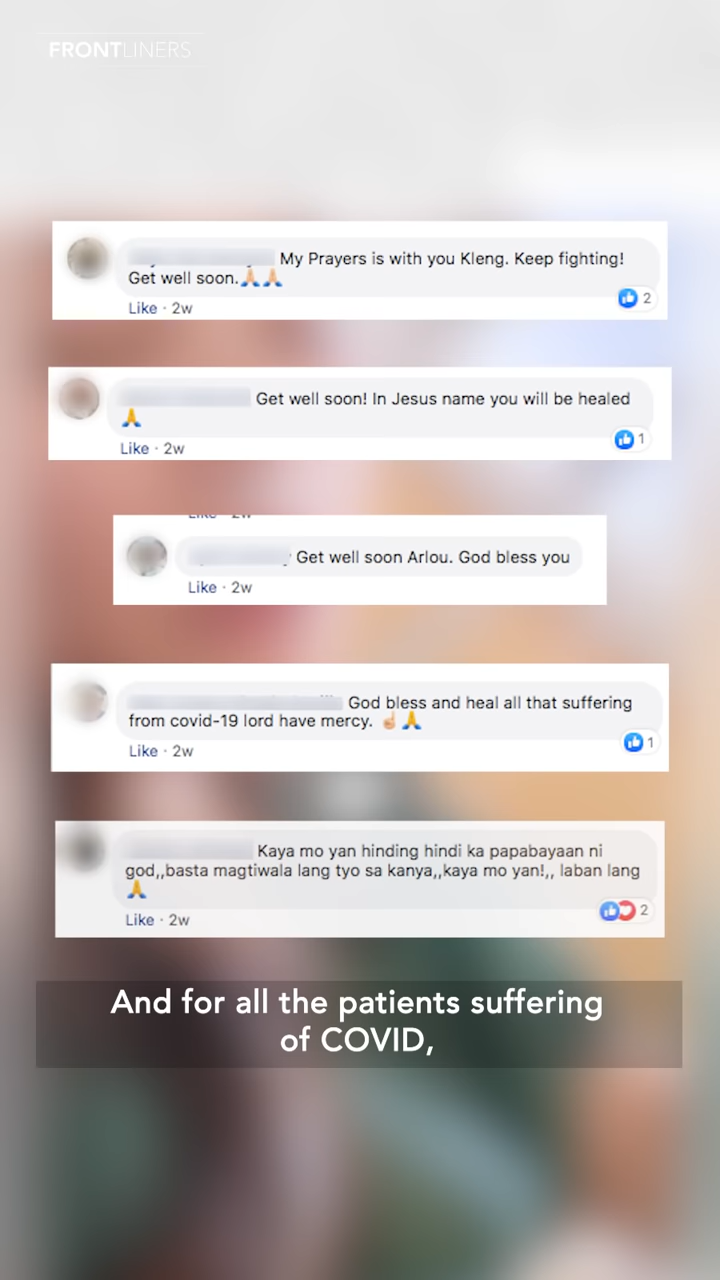 FRONTLINERS
My Prayers is with you Kleng. Keep fighting!
Get well soon.🙏🏼🙏🏼
Like · 2w
2
Get well soon! In Jesus name you will be healed
🙏
Like · 2w
1
Like · 2w
Get well soon Arlou. God bless you
Like · 2w
God bless and heal all that suffering
from covid-19 lord have mercy. ☝🏼🙏
Like · 2w
1
Kaya mo yan hinding hindi ka papabayaan ni
god,,basta magtiwala lang tyo sa kanya,,kaya mo yan!,, laban lang
🙏
Like · 2w
2
And for all the patients suffering
of COVID,